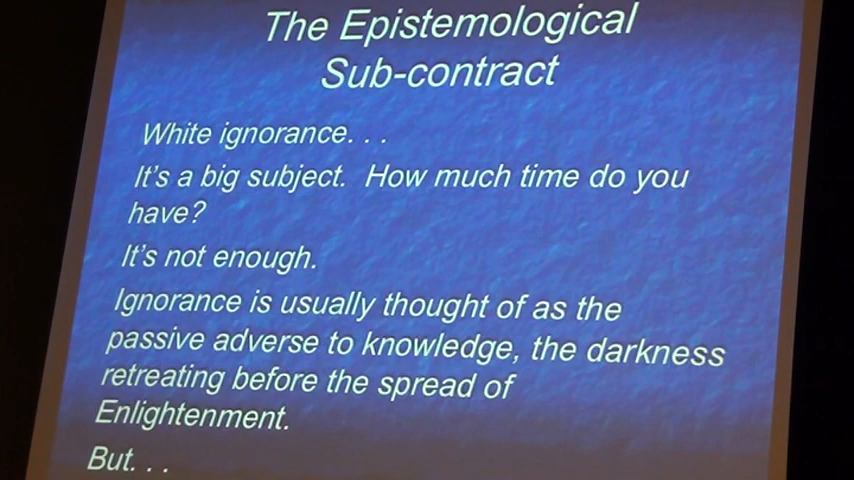 The Epistemological
Sub-contract
White ignorance. . .
It's a big subject. How much time do you
have?
It's not enough.
Ignorance is usually thought of as the
passive adverse to knowledge, the darkness
retreating before the spread of
Enlightenment.
But. . .